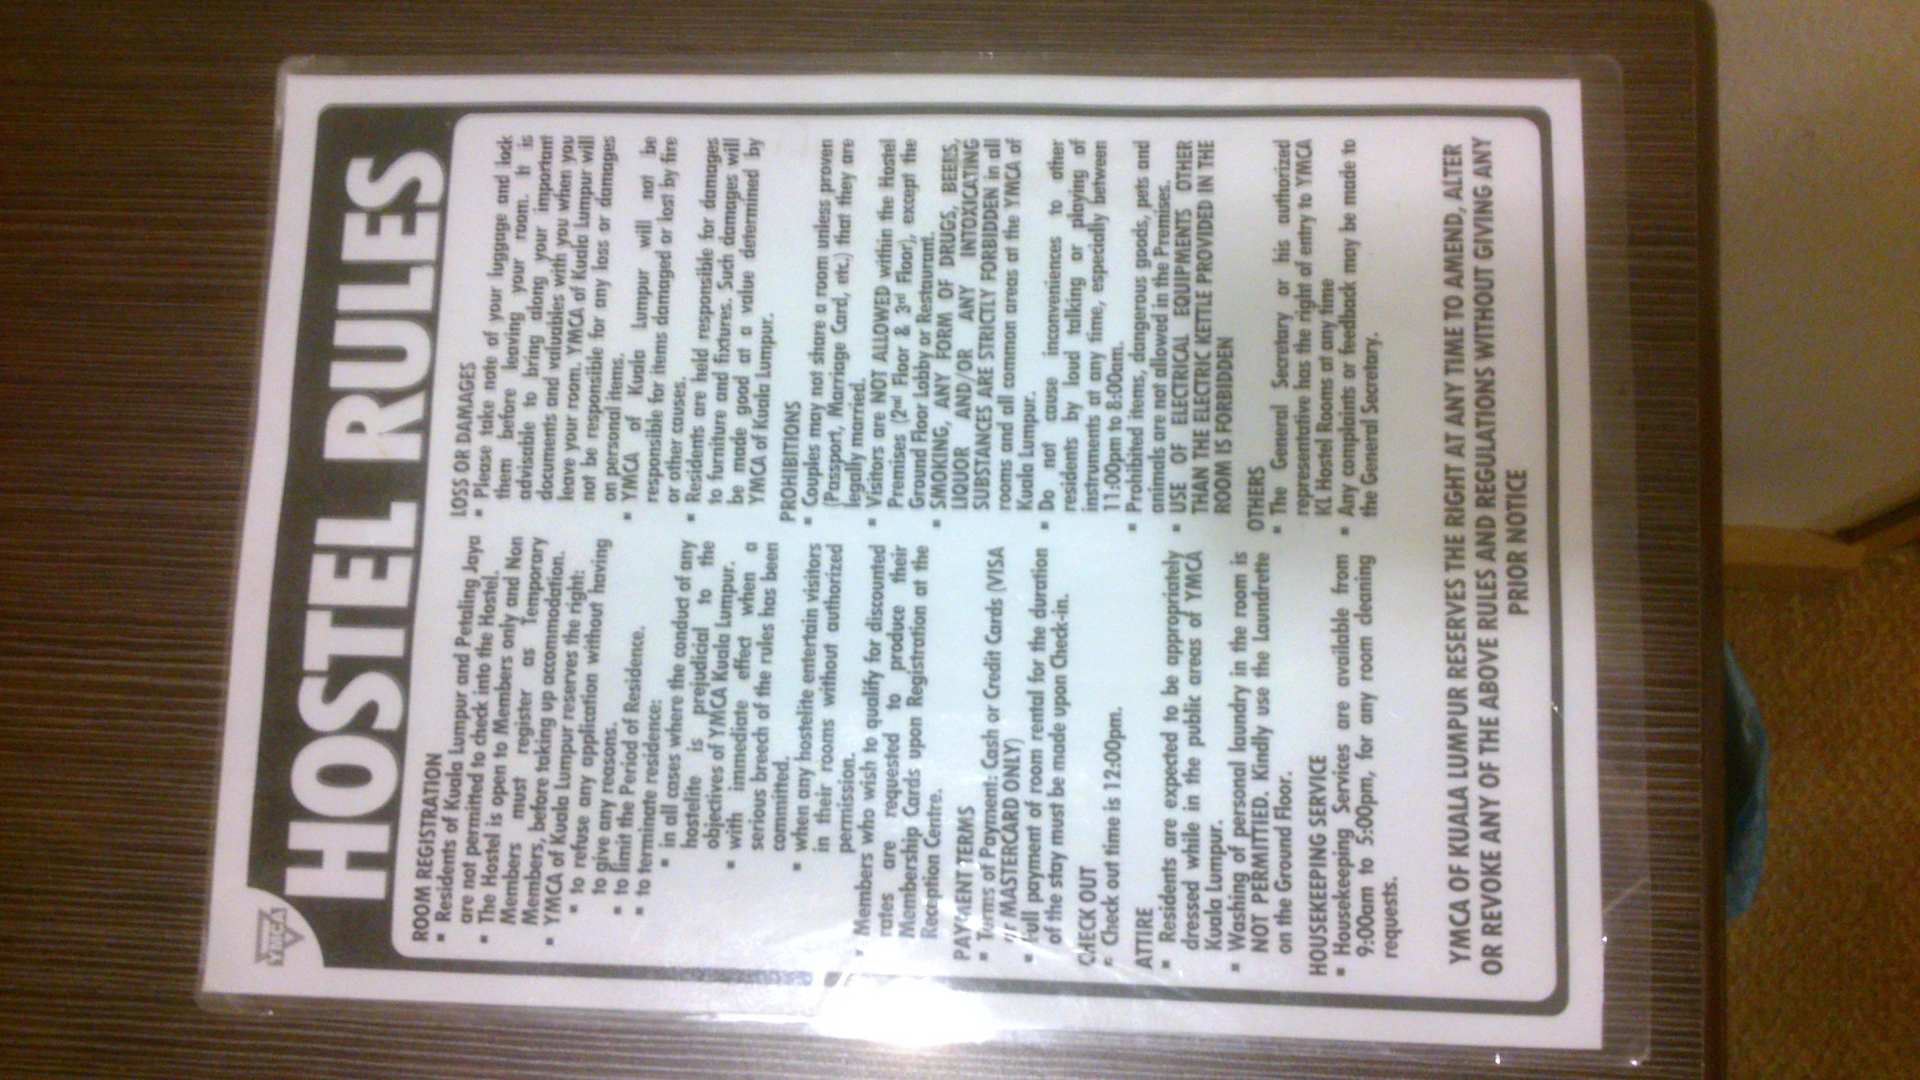 YMCA
HOSTEL RULES
ROOM REGISTRATION
▪ Residents of Kuala Lumpur and Petaling Jaya
are not permitted to check into the Hostel.
▪ The Hostel is open to Members only and Non
Members must register as Temporary
Members, before taking up accommodation.
▪ YMCA of Kuala Lumpur reserves the right:
▪ to refuse any application without having
to give any reasons.
▪ to limit the Period of Residence.
▪ to terminate residence:
▪ in all cases where the conduct of any
hostelite is prejudicial to the
objectives of YMCA Kuala Lumpur.
▪ with immediate effect when a
serious breech of the rules has been
committed.
▪ when any hostelite entertain visitors
in their rooms without authorized
permission.
▪ Members who wish to qualify for discounted
rates are requested to produce their
Membership Cards upon Registration at the
Reception Centre.
PAYMENT TERMS
▪ Terms of Payment: Cash or Credit Cards (VISA
or MASTERCARD ONLY)
▪ Full payment of room rental for the duration
of the stay must be made upon Check-in.
CHECK OUT
▪ Check out time is 12:00pm.
ATTIRE
▪ Residents are expected to be appropriately
dressed while in the public areas of YMCA
Kuala Lumpur.
▪ Washing of personal laundry in the room is
NOT PERMITTIED. Kindly use the Laundrette
on the Ground Floor.
HOUSEKEEPING SERVICE
▪ Housekeeping Services are available from
9:00am to 5:00pm, for any room cleaning
requests.
LOSS OR DAMAGES
▪ Please take note of your luggage and lock
them before leaving your room. It is
advisable to bring along your important
documents and valuables with you when you
leave your room. YMCA of Kuala Lumpur will
not be responsible for any loss or damages
on personal items.
▪ YMCA of Kuala Lumpur will not be
responsible for items damaged or lost by fire
or other causes.
▪ Residents are held responsible for damages
to furniture and fixtures. Such damages will
be made good at a value determined by
YMCA of Kuala Lumpur.
PROHIBITIONS
▪ Couples may not share a room unless proven
(Passport, Marriage Card, etc.) that they are
legally married.
▪ Visitors are NOT ALLOWED within the Hostel
Premises (2nd Floor & 3rd Floor), except the
Ground Floor Lobby or Restaurant.
▪ SMOKING, ANY FORM OF DRUGS, BEERS,
LIQUOR AND/OR ANY INTOXICATING
SUBSTANCES ARE STRICTLY FORBIDDEN in all
rooms and all common areas at the YMCA of
Kuala Lumpur.
▪ Do not cause inconveniences to other
residents by loud talking or playing of
instruments at any time, especially between
11:00pm to 8:00am.
▪ Prohibited items, dangerous goods, pets and
animals are not allowed in the Premises.
▪ USE OF ELECTRICAL EQUIPMENTS OTHER
THAN THE ELECTRIC KETTLE PROVIDED IN THE
ROOM IS FORBIDDEN
OTHERS
▪ The General Secretary or his authorized
representative has the right of entry to YMCA
KL Hostel Rooms at any time
▪ Any complaints or feedback may be made to
the General Secretary.
YMCA OF KUALA LUMPUR RESERVES THE RIGHT AT ANY TIME TO AMEND, ALTER
OR REVOKE ANY OF THE ABOVE RULES AND REGULATIONS WITHOUT GIVING ANY
PRIOR NOTICE